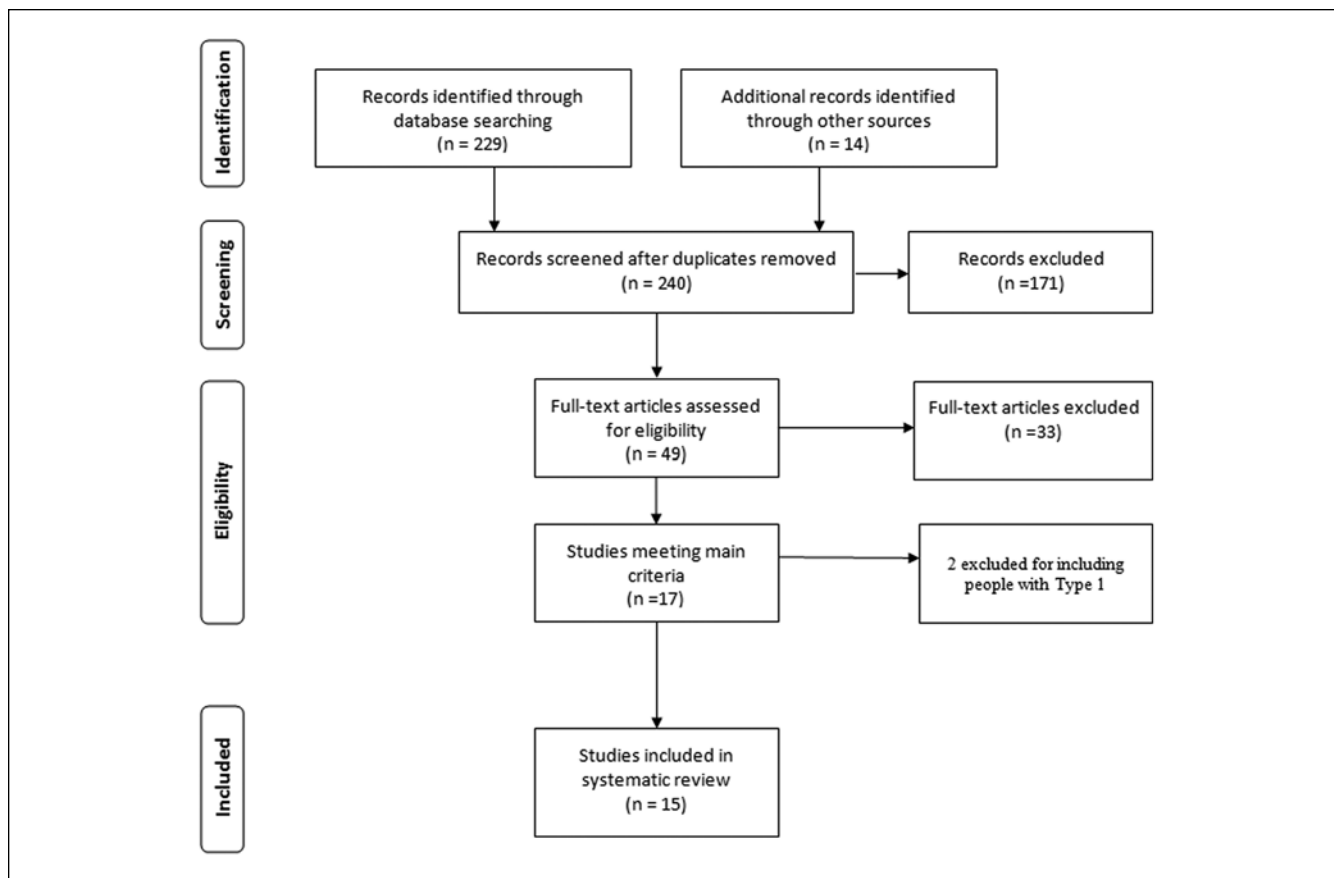 Identification
Records identified through
database searching
(n = 229)
Additional records identified
through other sources
(n = 14)
Screening
Records screened after duplicates removed
(n = 240)
Records excluded
(n =171)
Eligibility
Full-text articles assessed
for eligibility
(n = 49)
Full-text articles excluded
(n =33)
Studies meeting main
criteria
(n =17)
2 excluded for including
people with Type 1
Included
Studies included in
systematic review
(n = 15)